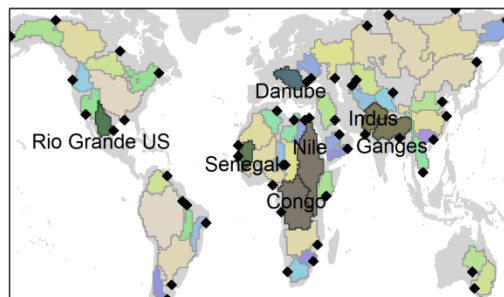 Danube
Indus
Rio Grande US
Nile
Ganges
Senegal
Congo